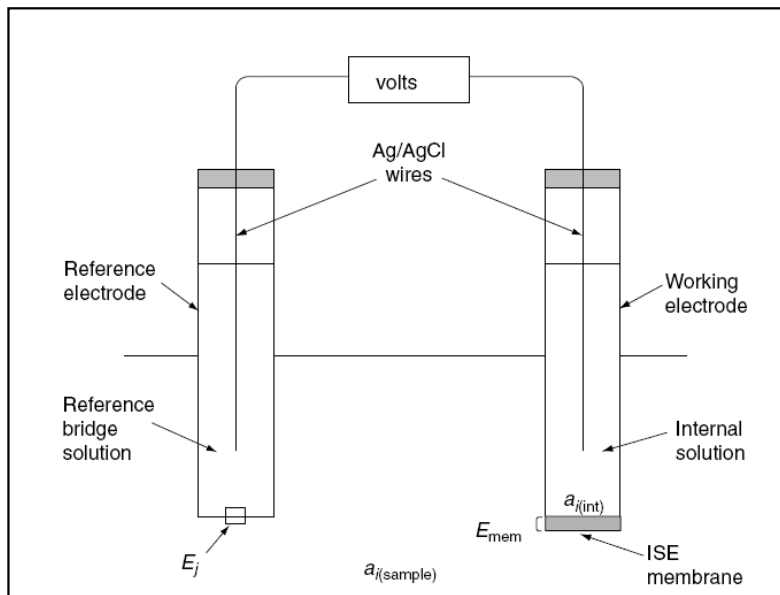 volts
Ag/AgCl
wires
Reference
electrode
Working
electrode
Reference
bridge
solution
Internal
solution
a_i(int)
E_mem
E_j
a_i(sample)
ISE
membrane